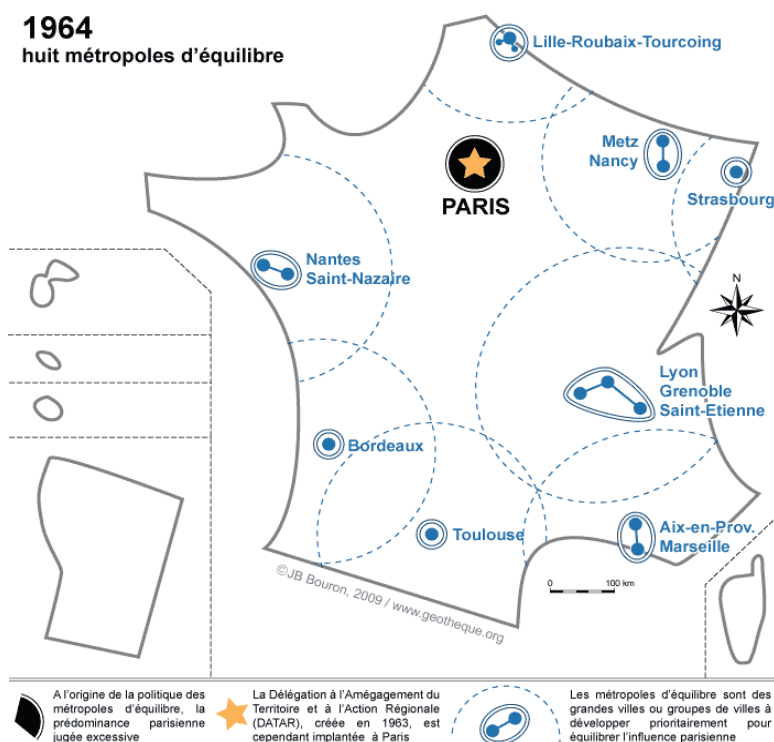 1964
huit métropoles d'équilibre
Lille-Roubaix-Tourcoing
Metz
Nancy
Strasbourg
PARIS
Nantes
Saint-Nazaire
N
Lyon
Grenoble
Saint-Etienne
Bordeaux
Toulouse
Aix-en-Prov.
Marseille
0 100 km
©JB Bouron, 2009 / www.geotheque.org
A l'origine de la politique des
métropoles d'équilibre, la
prédominance parisienne
jugée excessive
La Délégation à l'Amégagement du
Territoire et à l'Action Régionale
(DATAR), créée en 1963, est
cependant implantée à Paris
Les métropoles d'équilibre sont des
grandes villes ou groupes de villes à
développer prioritairement pour
équilibrer l'influence parisienne